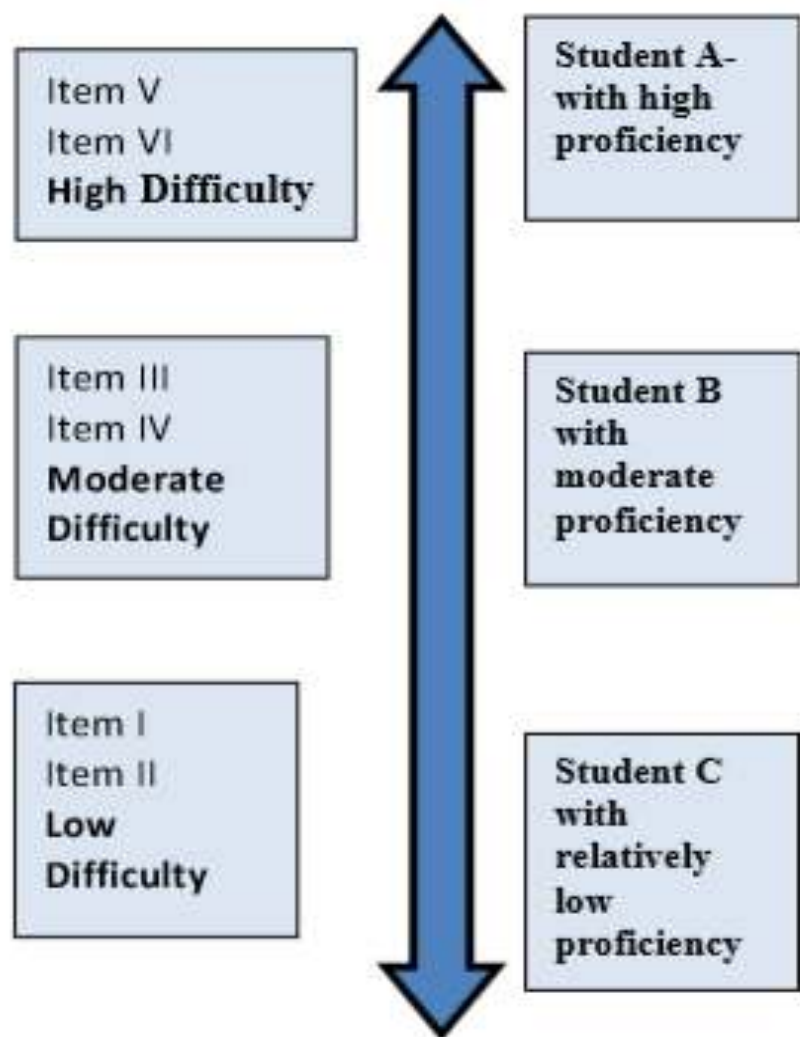 Item V
Item VI
High Difficulty
Student A-
with high
proficiency
Item III
Item IV
Moderate
Difficulty
Student B
with
moderate
proficiency
Item I
Item II
Low
Difficulty
Student C
with
relatively
low
proficiency